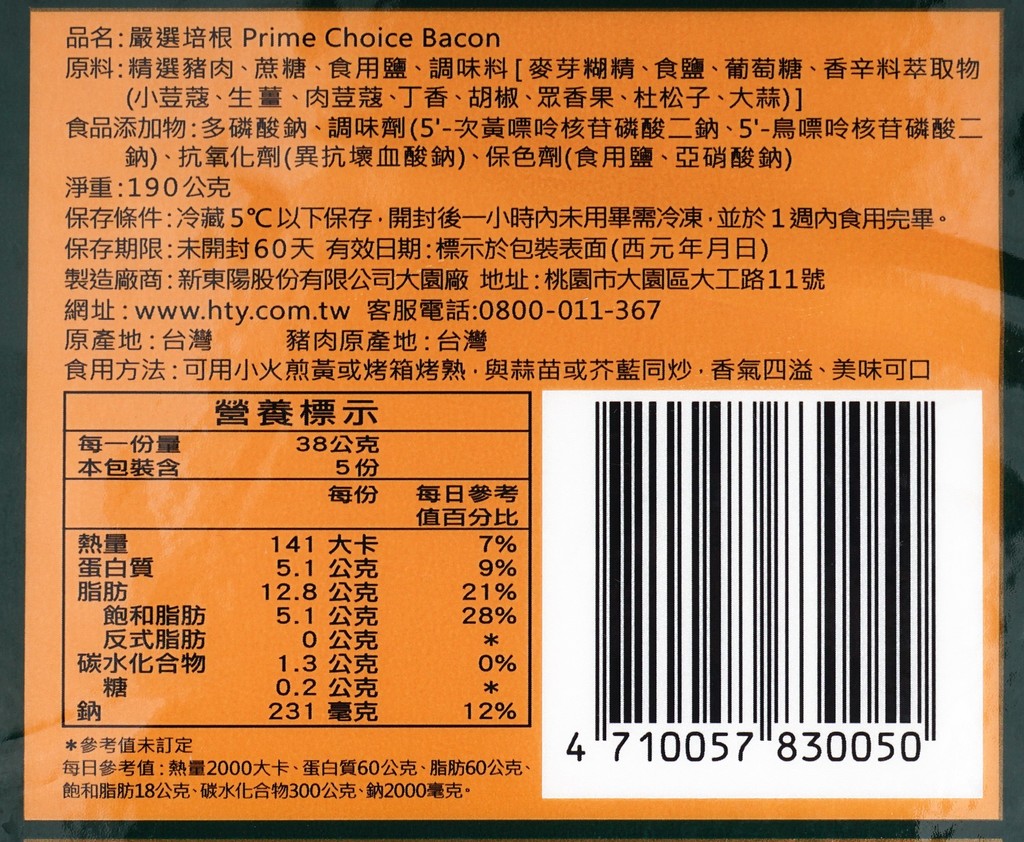 品名:嚴選培根 Prime Choice Bacon
原料:精選豬肉、蔗糖、食用鹽、調味料[麥芽糊精、食鹽、葡萄糖、香辛料萃取物
(小荳蔻、生薑、肉荳蔻、丁香、胡椒、眾香果、杜松子、大蒜)]
食品添加物:多磷酸鈉、調味劑(5'-次黃嘌呤核苷磷酸二鈉、5'-鳥嘌呤核苷磷酸二
鈉)、抗氧化劑(異抗壞血酸鈉)、保色劑(食用鹽、亞硝酸鈉)
淨重:190公克
保存條件:冷藏5℃以下保存,開封後一小時內未用畢需冷凍,並於1週內食用完畢。
保存期限:未開封60天 有效日期:標示於包裝表面(西元年月日)
製造廠商:新東陽股份有限公司大園廠 地址:桃園市大園區大工路11號
網址:www.hty.com.tw 客服電話:0800-011-367
原產地:台灣 豬肉原產地:台灣
食用方法:可用小火煎黃或烤箱烤熟,與蒜苗或芥藍同炒,香氣四溢、美味可口
營養標示
每一份量 38公克
本包裝含 5份
每份 每日參考
值百分比
熱量 141 大卡 7%
蛋白質 5.1 公克 9%
脂肪 12.8 公克 21%
飽和脂肪 5.1 公克 28%
反式脂肪 0 公克 *
碳水化合物 1.3 公克 0%
糖 0.2 公克 *
鈉 231 毫克 12%
*參考值未訂定
每日參考值:熱量2000大卡、蛋白質60公克、脂肪60公克、
飽和脂肪18公克、碳水化合物300公克、鈉2000毫克。
4 710057 830050